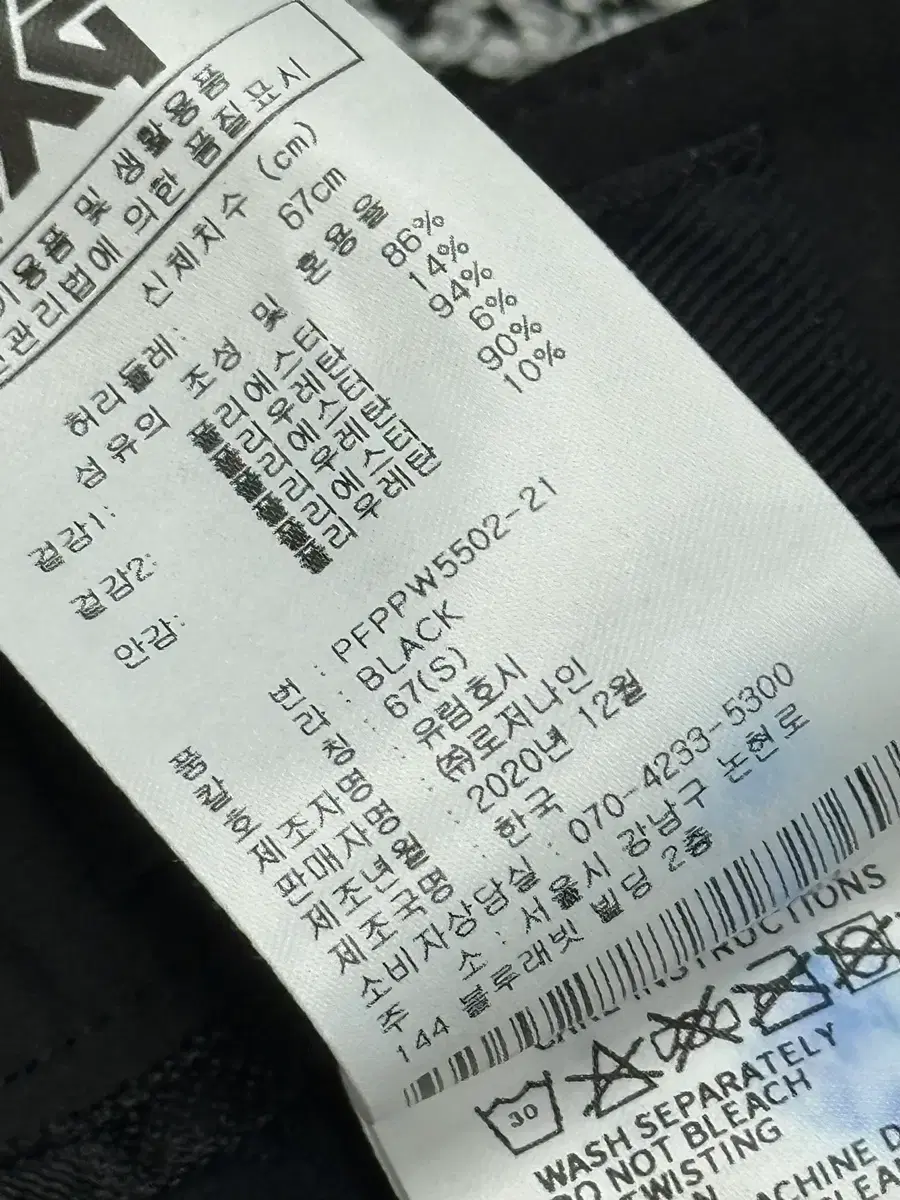 XG
이용품 및 생활용품
관리법에 의한 품질표시
신체치수 (cm)
허리둘레: 67cm
섬유의 조성 및 혼용율
겉감1: 폴리에스터 86%
폴리우레탄 14%
겉감2: 폴리에스터 94%
폴리우레탄 6%
안감: 폴리에스터 90%
폴리우레탄 10%
품번 : PFPPW5502-21
: BLACK
: 67(S)
제조자명 : 유림호시
판매자명 : ㈜로저나인
제조년월 : 2020년 12월
제조국명 : 한국
소비자상담실 : 070-4233-5300
주 소 : 서울시 강남구 논현로
144 블루래빗 빌딩 2층
INSTRUCTIONS
30
WASH SEPARATELY
DO NOT BLEACH
TWISTING